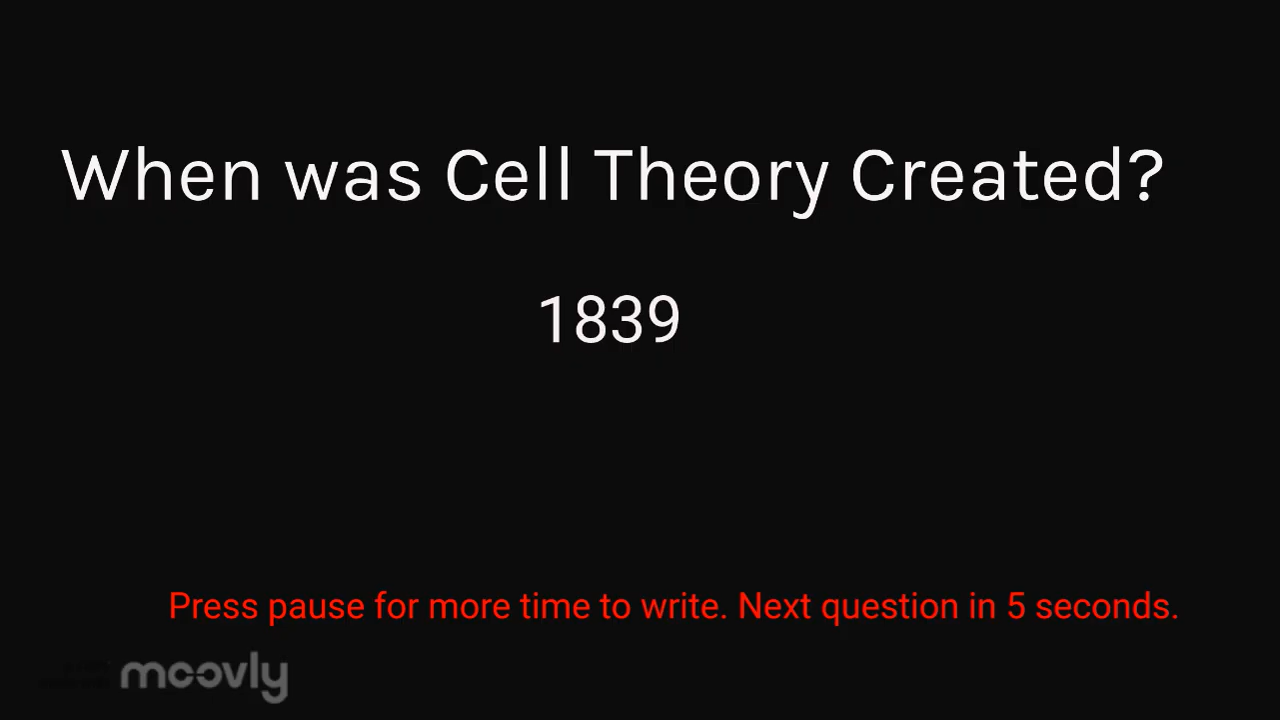 When was Cell Theory Created?
1839
Press pause for more time to write. Next question in 5 seconds.
moovly